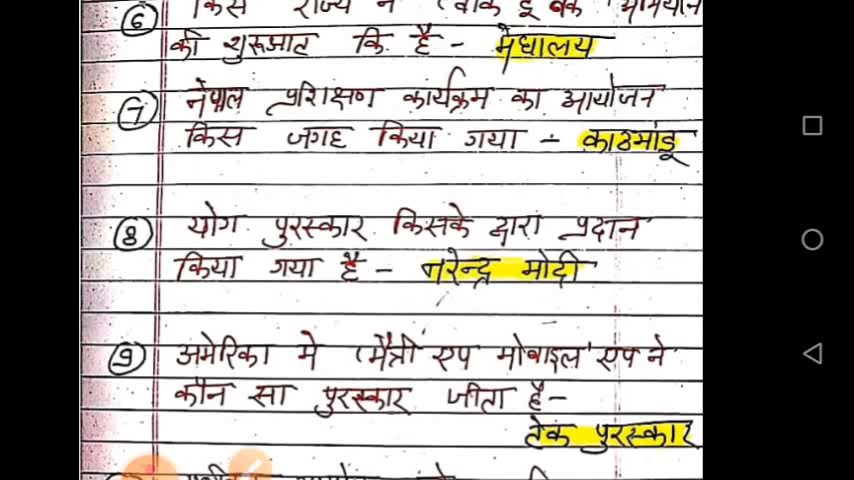 ⑥ किस राज्य ने
की शुरूआत कि है - मेघालय
⑦ नेपाल प्रशिक्षण कार्यक्रम का आयोजन
किस जगह किया गया - काठमांडू
⑧ योग पुरस्कार किसके द्वारा प्रदान
किया गया है - नरेन्द्र मोदी
⑨ अमेरिका मे 'मैत्री एप मोबाइल' एप ने
कौन सा पुरस्कार जीता है -
टेक पुरस्कार